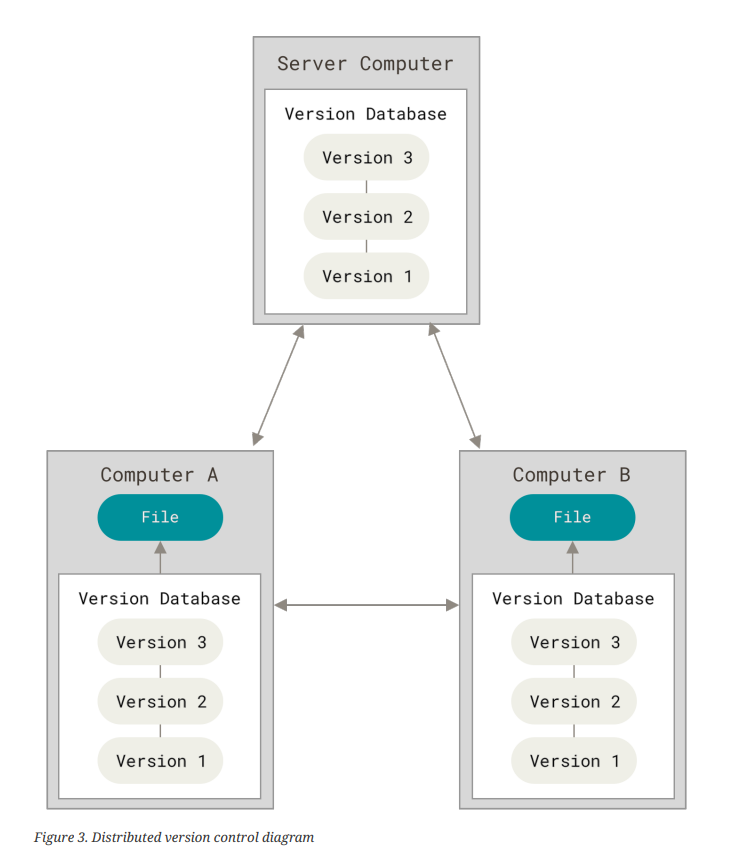 Server Computer
Version Database
Version 3
Version 2
Version 1
Computer A
File
Version Database
Version 3
Version 2
Version 1
Computer B
File
Version Database
Version 3
Version 2
Version 1
Figure 3. Distributed version control diagram